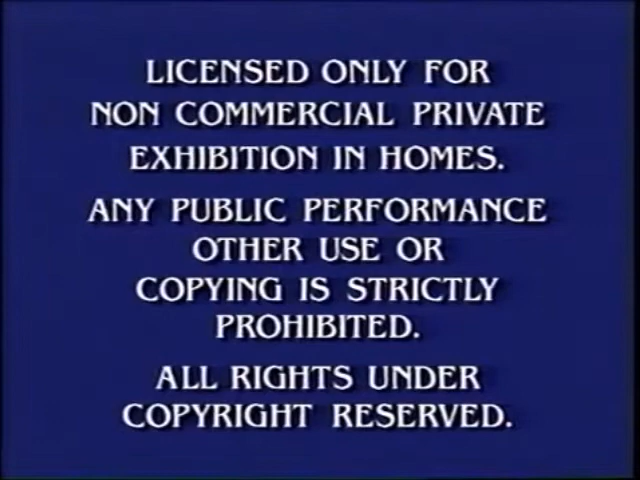 LICENSED ONLY FOR
NON COMMERCIAL PRIVATE
EXHIBITION IN HOMES.
ANY PUBLIC PERFORMANCE
OTHER USE OR
COPYING IS STRICTLY
PROHIBITED.
ALL RIGHTS UNDER
COPYRIGHT RESERVED.